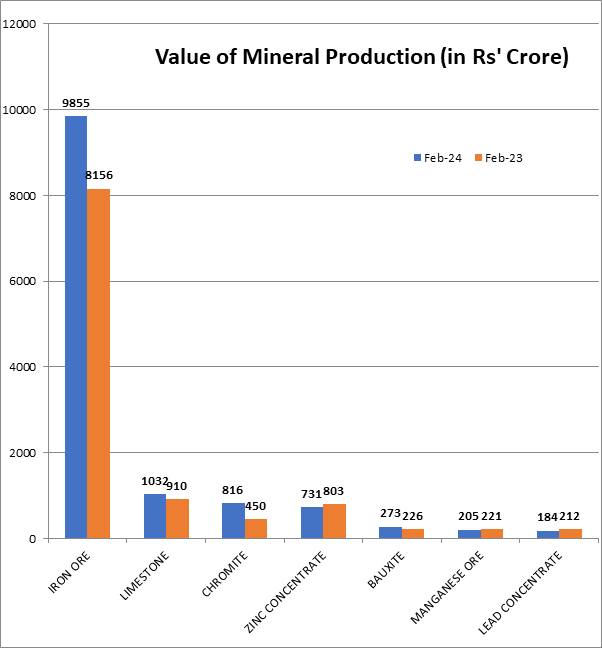 Value of Mineral Production (in Rs' Crore)
Feb-24 Feb-23
12000
10000
8000
6000
4000
2000
0
9855
8156
1032
910
816
450
731
803
273
226
205
221
184
212
IRON ORE
LIMESTONE
CHROMITE
ZINC CONCENTRATE
BAUXITE
MANGANESE ORE
LEAD CONCENTRATE